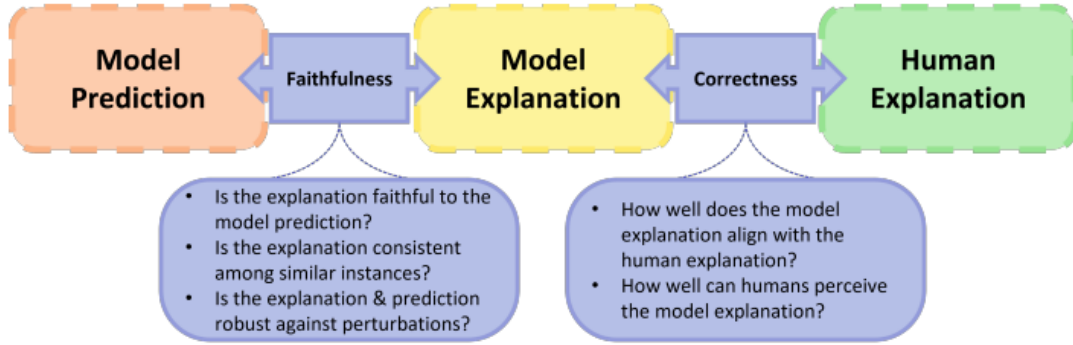 Model
Prediction
Faithfulness
Model
Explanation
Correctness
Human
Explanation
• Is the explanation faithful to the
model prediction?
• Is the explanation consistent
among similar instances?
• Is the explanation & prediction
robust against perturbations?
• How well does the model
explanation align with the
human explanation?
• How well can humans perceive
the model explanation?